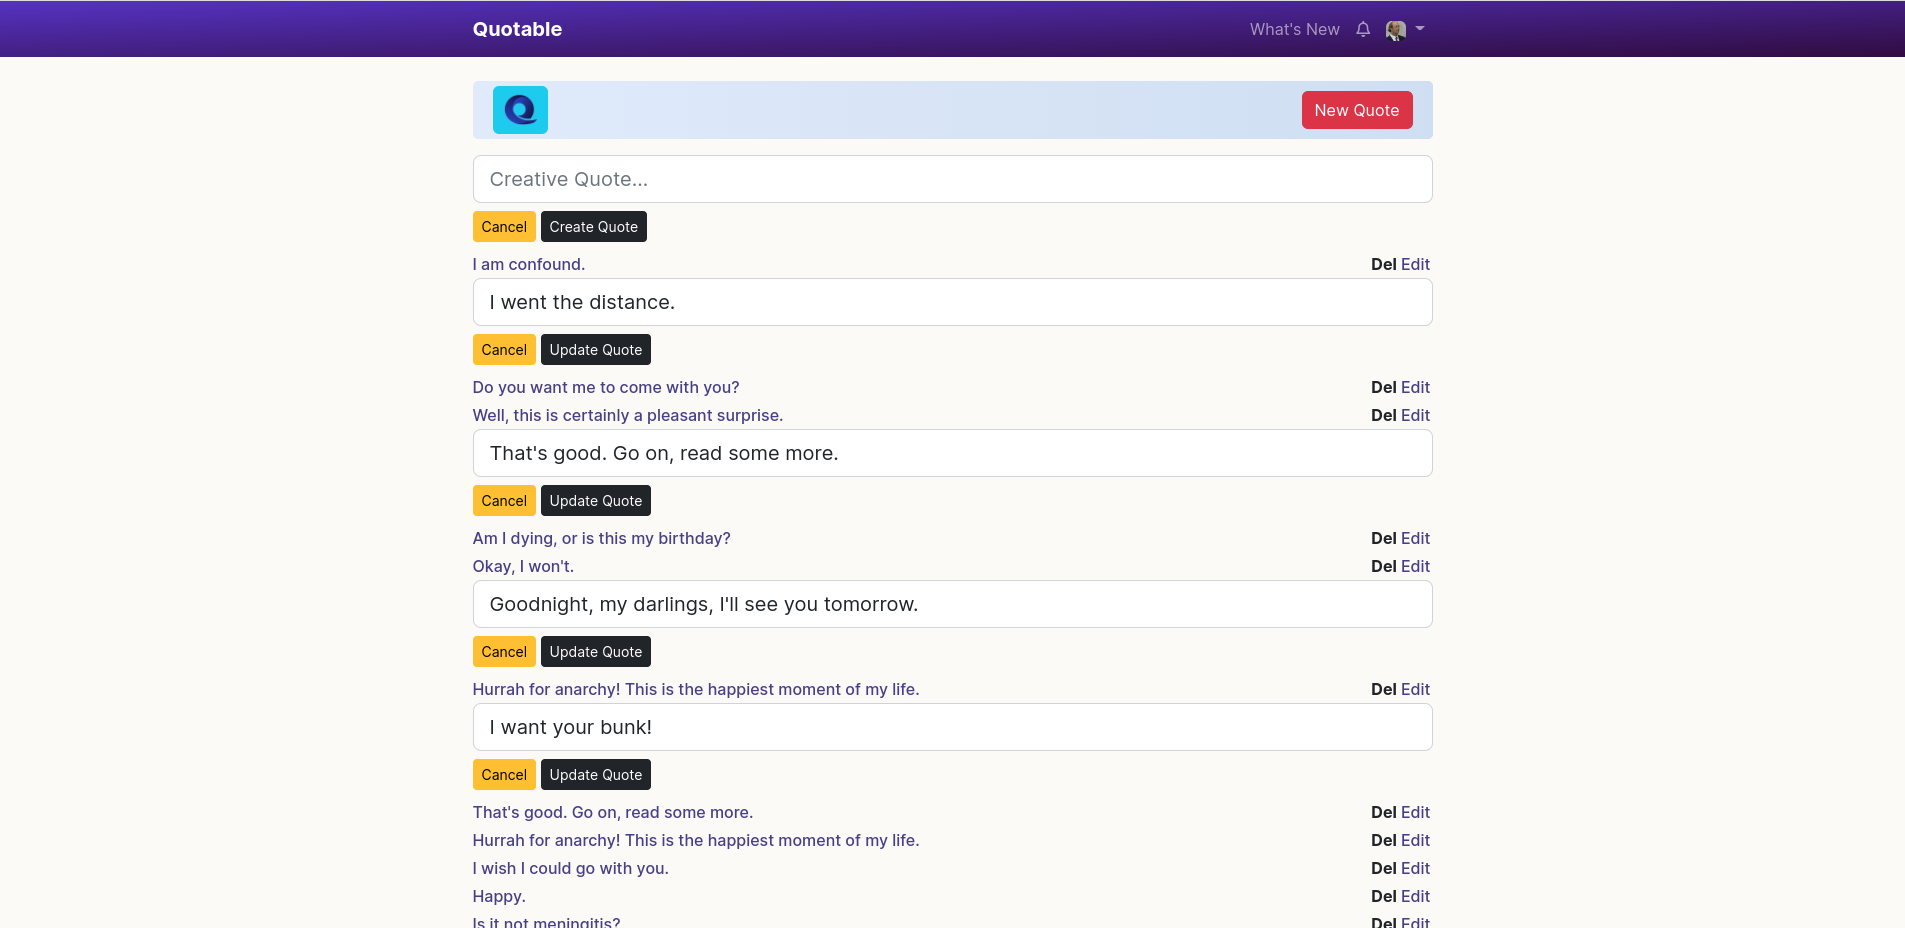 Quotable What's New
New Quote
Creative Quote...
Cancel Create Quote
I am confound. Del Edit
I went the distance.
Cancel Update Quote
Do you want me to come with you? Del Edit
Well, this is certainly a pleasant surprise. Del Edit
That's good. Go on, read some more.
Cancel Update Quote
Am I dying, or is this my birthday? Del Edit
Okay, I won't. Del Edit
Goodnight, my darlings, I'll see you tomorrow.
Cancel Update Quote
Hurrah for anarchy! This is the happiest moment of my life. Del Edit
I want your bunk!
Cancel Update Quote
That's good. Go on, read some more. Del Edit
Hurrah for anarchy! This is the happiest moment of my life. Del Edit
I wish I could go with you. Del Edit
Happy. Del Edit
Is it not meningitis? Del Edit